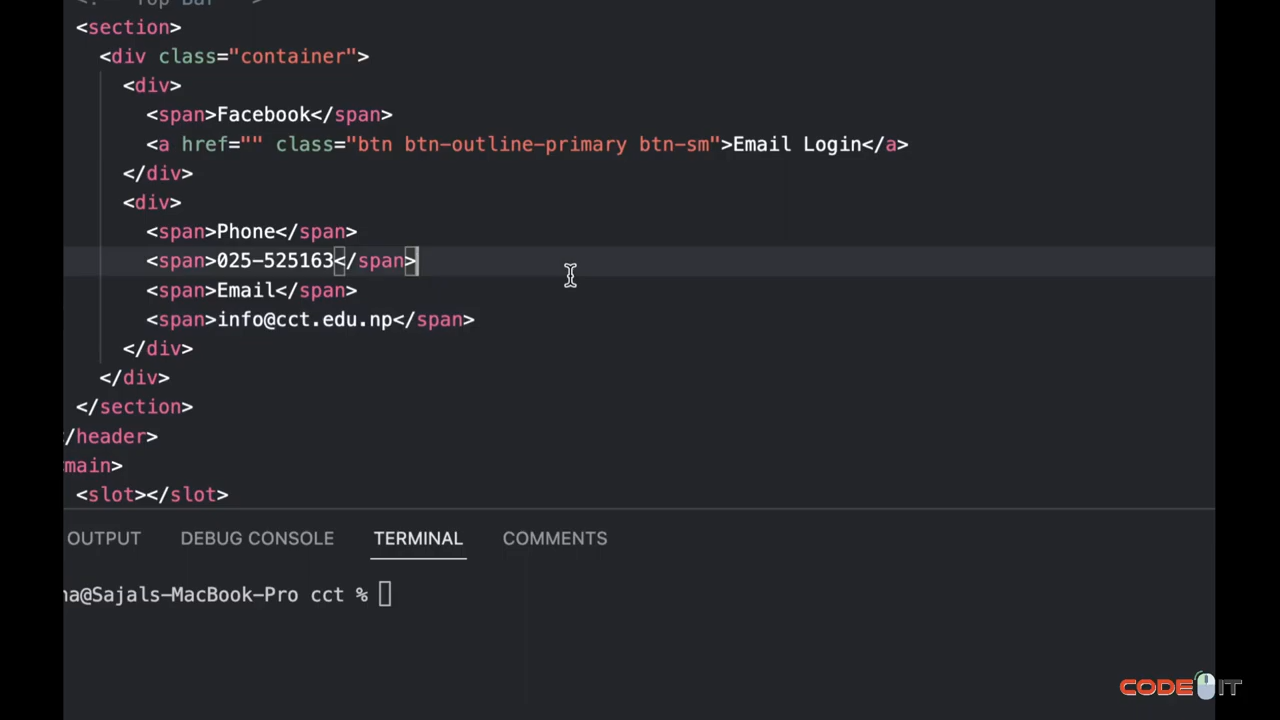 <!-- Top Bar -->
<section>
<div class="container">
<div>
<span>Facebook</span>
<a href="" class="btn btn-outline-primary btn-sm">Email Login</a>
</div>
<div>
<span>Phone</span>
<span>025-525163</span>
<span>Email</span>
<span>info@cct.edu.np</span>
</div>
</div>
</section>
/header>
main>
<slot></slot>
OUTPUT DEBUG CONSOLE TERMINAL COMMENTS
na@Sajals-MacBook-Pro cct %
CODE IT